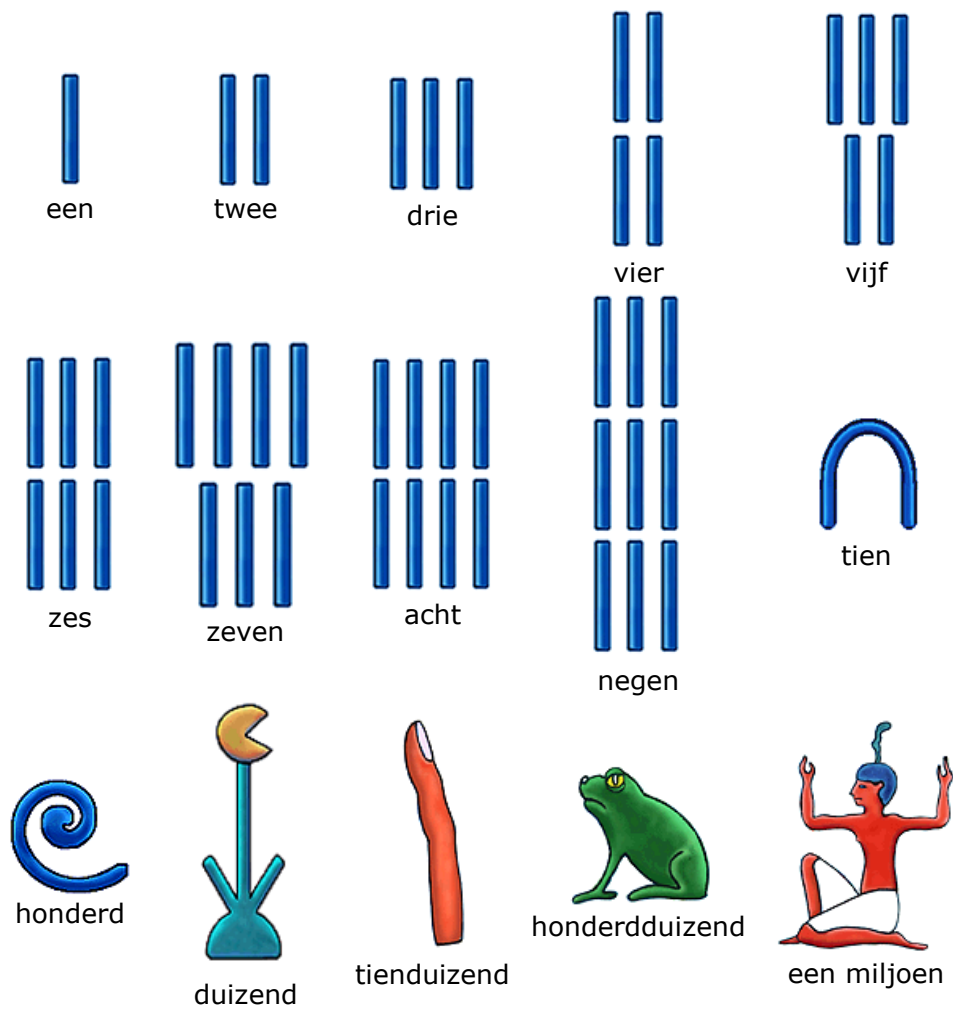 een
twee
drie
vier
vijf
zes
zeven
acht
negen
tien
honderd
duizend
tienduizend
honderdduizend
een miljoen